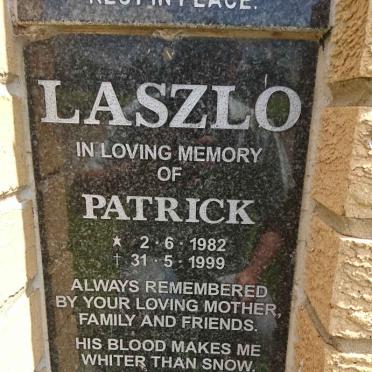 REST IN PEACE.
LASZLO
IN LOVING MEMORY
OF
PATRICK
★ 2·6·1982
† 31·5·1999
ALWAYS REMEMBERED
BY YOUR LOVING MOTHER,
FAMILY AND FRIENDS.
HIS BLOOD MAKES ME
WHITER THAN SNOW.